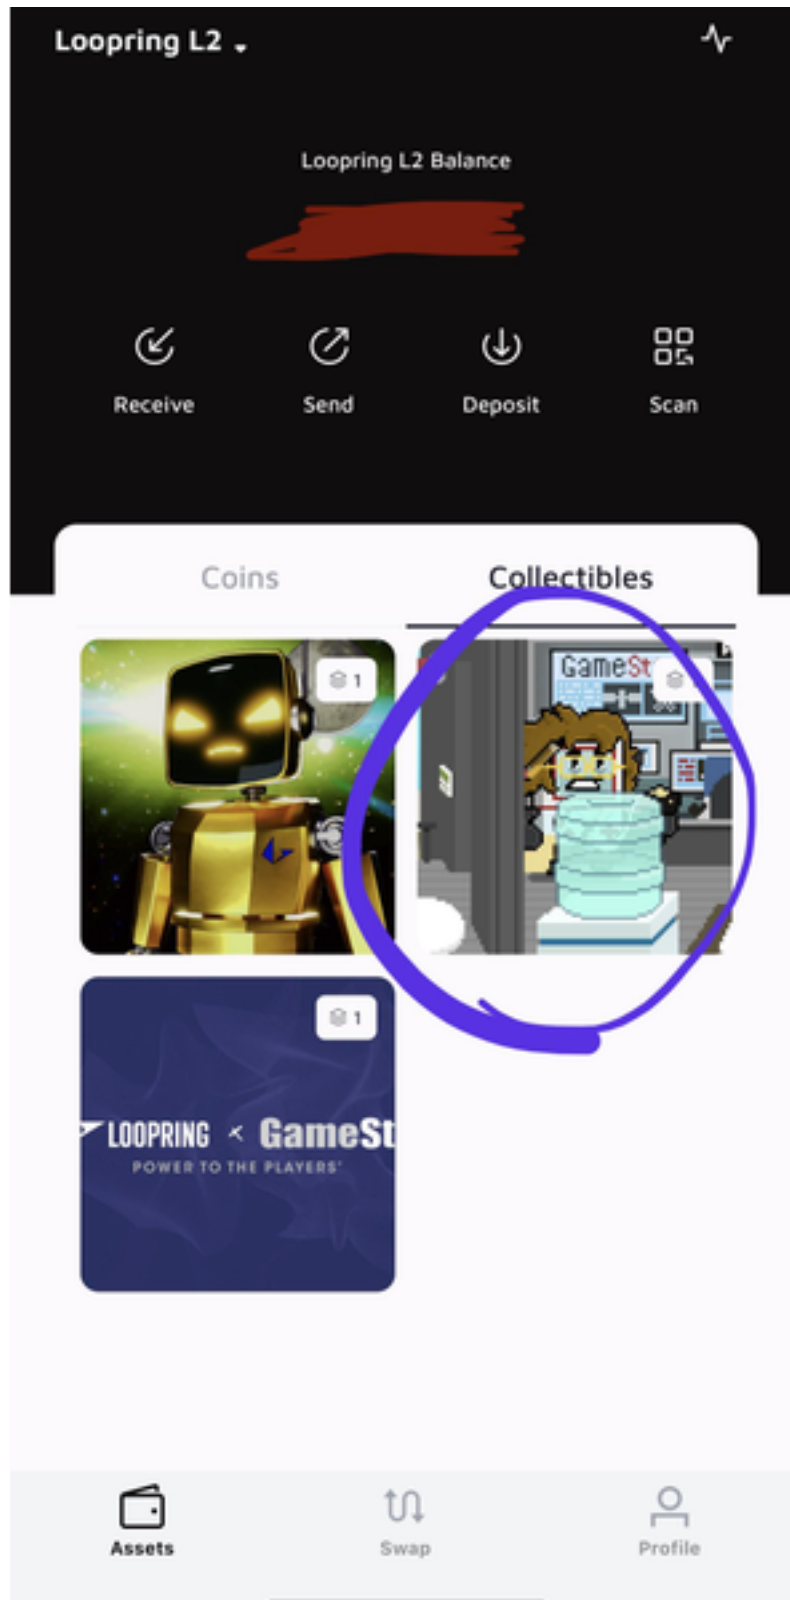 Loopring L2
Loopring L2 Balance
Receive Send Deposit Scan
Coins Collectibles
1
GameSt
1
LOOPRING x GameSt
POWER TO THE PLAYERS'
Assets Swap Profile